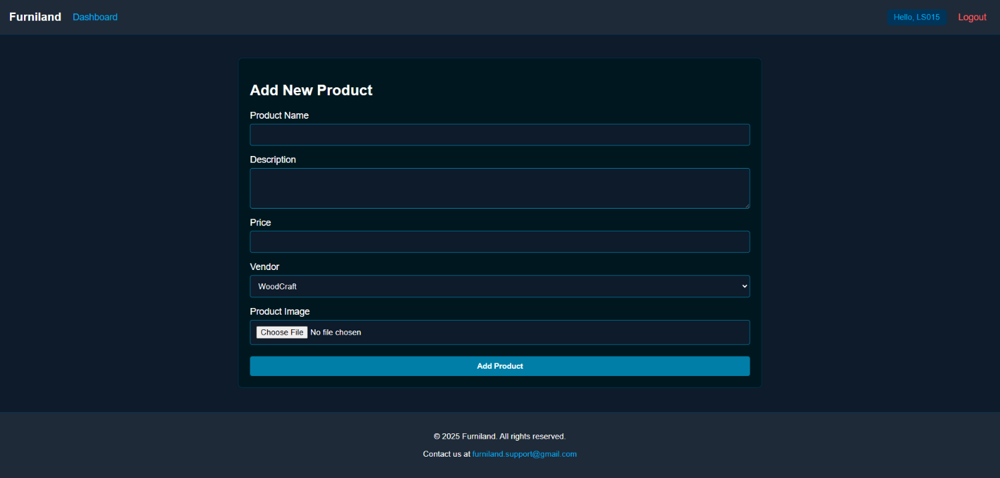 Furniland Dashboard Hello, LS015 Logout
Add New Product
Product Name
Description
Price
Vendor
WoodCraft
Product Image
Choose File No file chosen
Add Product
© 2025 Furniland. All rights reserved.
Contact us at furniland.support@gmail.com